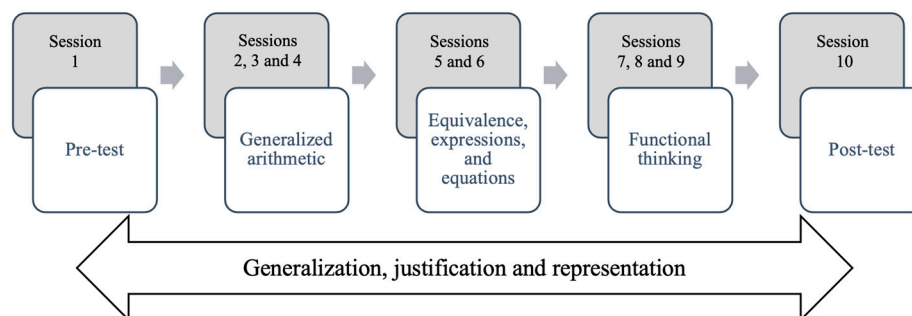 Session
1
Pre-test
Sessions
2, 3 and 4
Generalized
arithmetic
Sessions
5 and 6
Equivalence,
expressions,
and
equations
Sessions
7, 8 and 9
Functional
thinking
Session
10
Post-test
Generalization, justification and representation